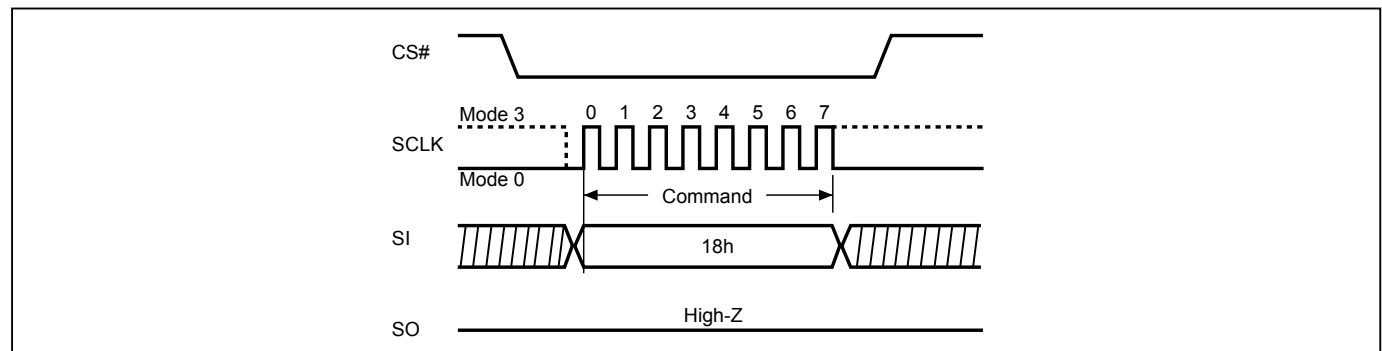 CS#
Mode 3
0 1 2 3 4 5 6 7
SCLK
Mode 0
Command
SI
18h
High-Z
SO